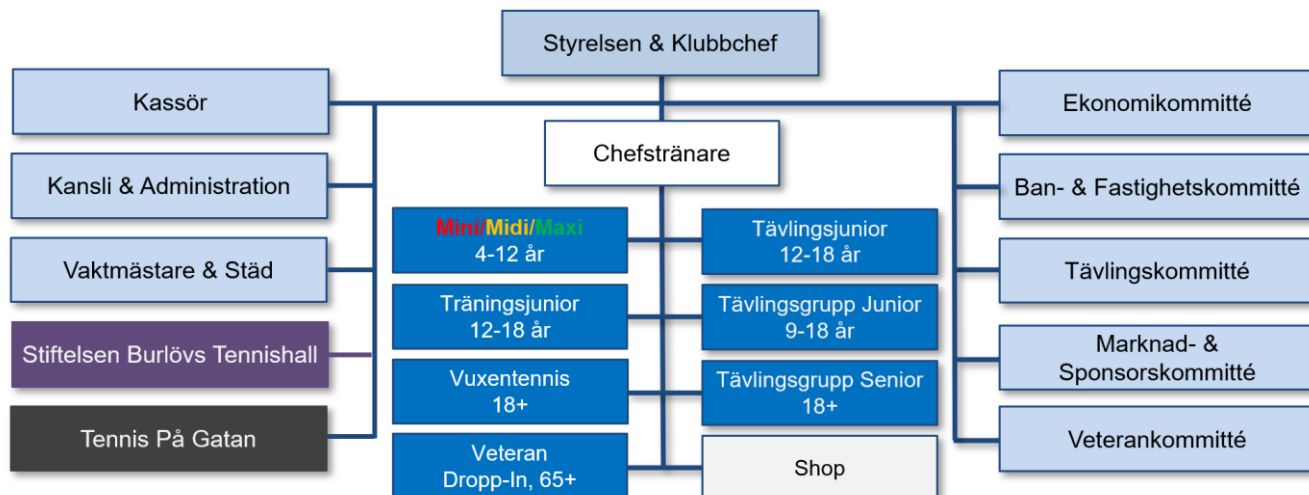 Styrelsen & Klubbchef
Kassör
Kansli & Administration
Vaktmästare & Städ
Stiftelsen Burlövs Tennishall
Tennis På Gatan
Chefstränare
Mini/Midi/Maxi
4-12 år
Träningsjunior
12-18 år
Vuxentennis
18+
Veteran
Dropp-In, 65+
Tävlingsjunior
12-18 år
Tävlingsgrupp Junior
9-18 år
Tävlingsgrupp Senior
18+
Shop
Ekonomikommitté
Ban- & Fastighetskommitté
Tävlingskommitté
Marknad- &
Sponsorskommitté
Veterankommitté